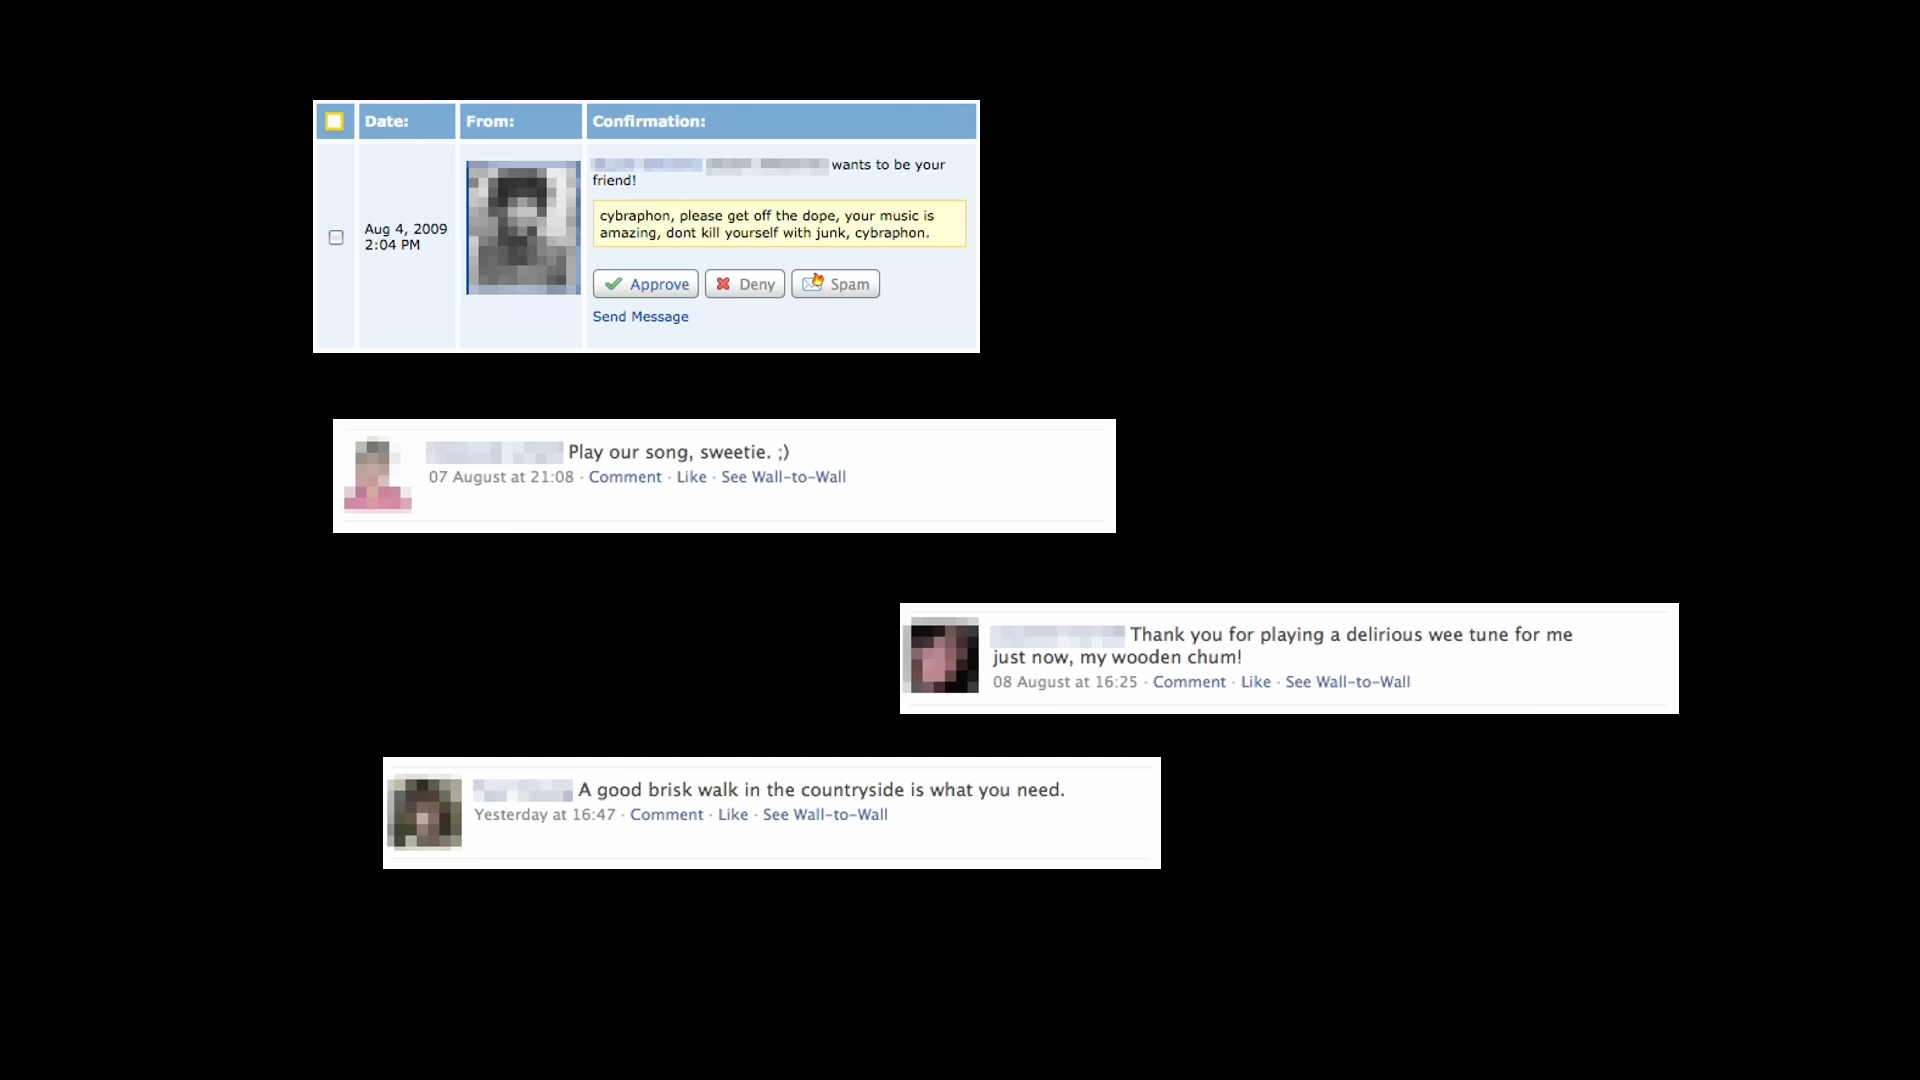 Date: From: Confirmation:
wants to be your
friend!
cybraphon, please get off the dope, your music is
amazing, dont kill yourself with junk, cybraphon.
Aug 4, 2009
2:04 PM
Approve Deny Spam
Send Message
Play our song, sweetie. ;)
07 August at 21:08 · Comment · Like · See Wall-to-Wall
Thank you for playing a delirious wee tune for me
just now, my wooden chum!
08 August at 16:25 · Comment · Like · See Wall-to-Wall
A good brisk walk in the countryside is what you need.
Yesterday at 16:47 · Comment · Like · See Wall-to-Wall